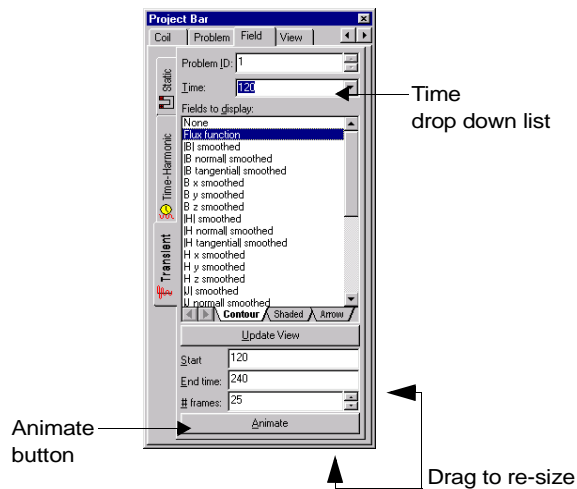 Project Bar
Coil Problem Field View
Static
Time-Harmonic
Transient
Problem ID: 1
Time: 120
Fields to display:
None
Flux function
|B| smoothed
|B normal| smoothed
|B tangential| smoothed
B x smoothed
B y smoothed
B z smoothed
|H| smoothed
|H normal| smoothed
|H tangential| smoothed
H x smoothed
H y smoothed
H z smoothed
|J| smoothed
|J normal| smoothed
Contour Shaded Arrow
Update View
Start 120
End time: 240
# frames: 25
Animate
Time
drop down list
Animate
button
Drag to re-size